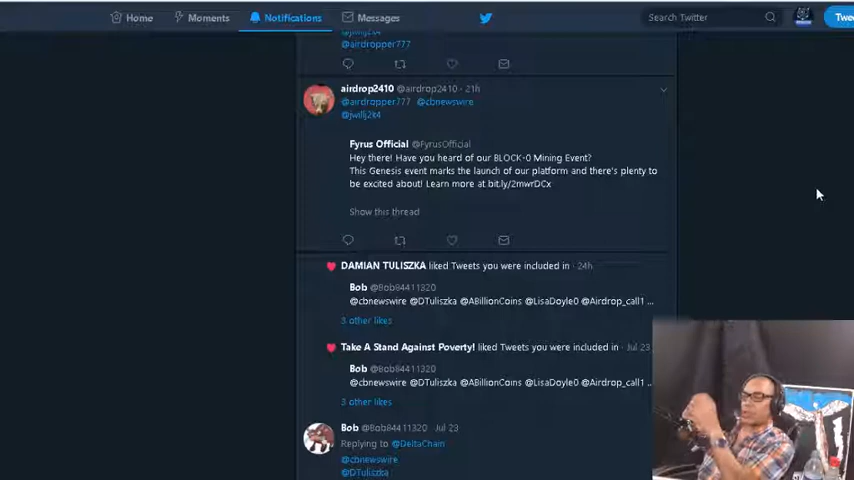 Home Moments Notifications Messages Search Twitter
@airdropper777
airdrop2410 @airdrop2410 · 21h
@airdropper777 @cbnewswire
@jwillj2k4
Fyrus Official @FyrusOfficial
Hey there! Have you heard of our BLOCK-0 Mining Event?
This Genesis event marks the launch of our platform and there's plenty to
be excited about! Learn more at bit.ly/2mwrDCx
Show this thread
DAMIAN TULISZKA liked Tweets you were included in · 24h
Bob @Bob84411320
@cbnewswire @DTuliszka @ABillionCoins @LisaDoyle0 @Airdrop_call1 ...
3 other likes
Take A Stand Against Poverty! liked Tweets you were included in · Jul 23
Bob @Bob84411320
@cbnewswire @DTuliszka @ABillionCoins @LisaDoyle0 @Airdrop_call1 ...
3 other likes
Bob @Bob84411320 Jul 23
Replying to @DeltaChain
@cbnewswire
@DTuliszka